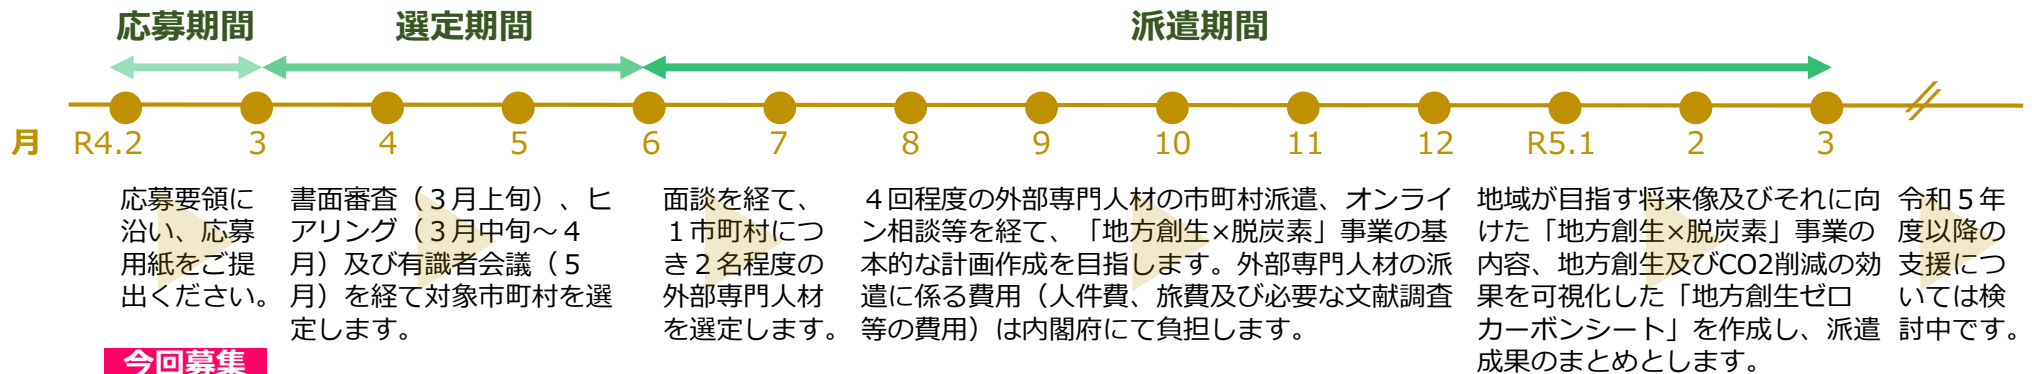 応募期間
選定期間
派遣期間
月
R4.2
3
4
5
6
7
8
9
10
11
12
R5.1
2
3
応募要領に
沿い、応募
用紙をご提
出ください。
書面審査（３月上旬）、ヒ
アリング（３月中旬～４
月）及び有識者会議（５
月）を経て対象市町村を選
定します。
面談を経て、
１市町村につ
き２名程度の
外部専門人材
を選定します。
４回程度の外部専門人材の市町村派遣、オンライ
ン相談等を経て、「地方創生×脱炭素」事業の基
本的な計画作成を目指します。外部専門人材の派
遣に係る費用（人件費、旅費及び必要な文献調査
等の費用）は内閣府にて負担します。
地域が目指す将来像及びそれに向
けた「地方創生×脱炭素」事業の
内容、地方創生及びCO2削減の効
果を可視化した「地方創生ゼロ
カーボンシート」を作成し、派遣
成果のまとめとします。
令和５年
度以降の
支援につ
いては検
討中です。
今回募集